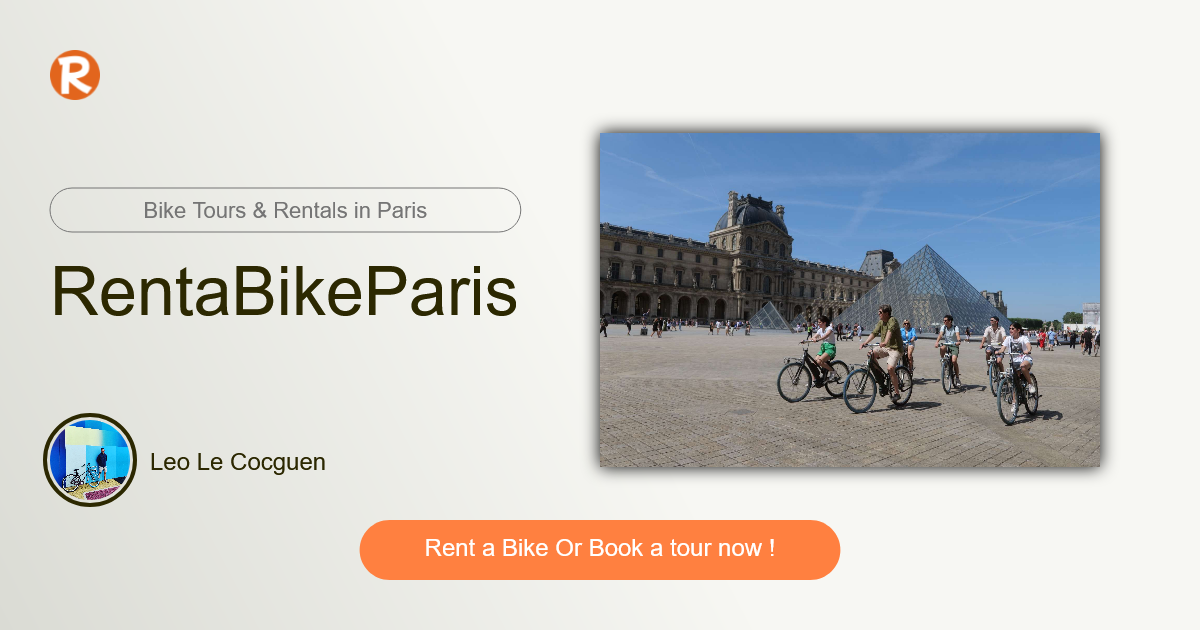 R
Bike Tours & Rentals in Paris
RentaBikeParis
Leo Le Cocguen
Rent a Bike Or Book a tour now !